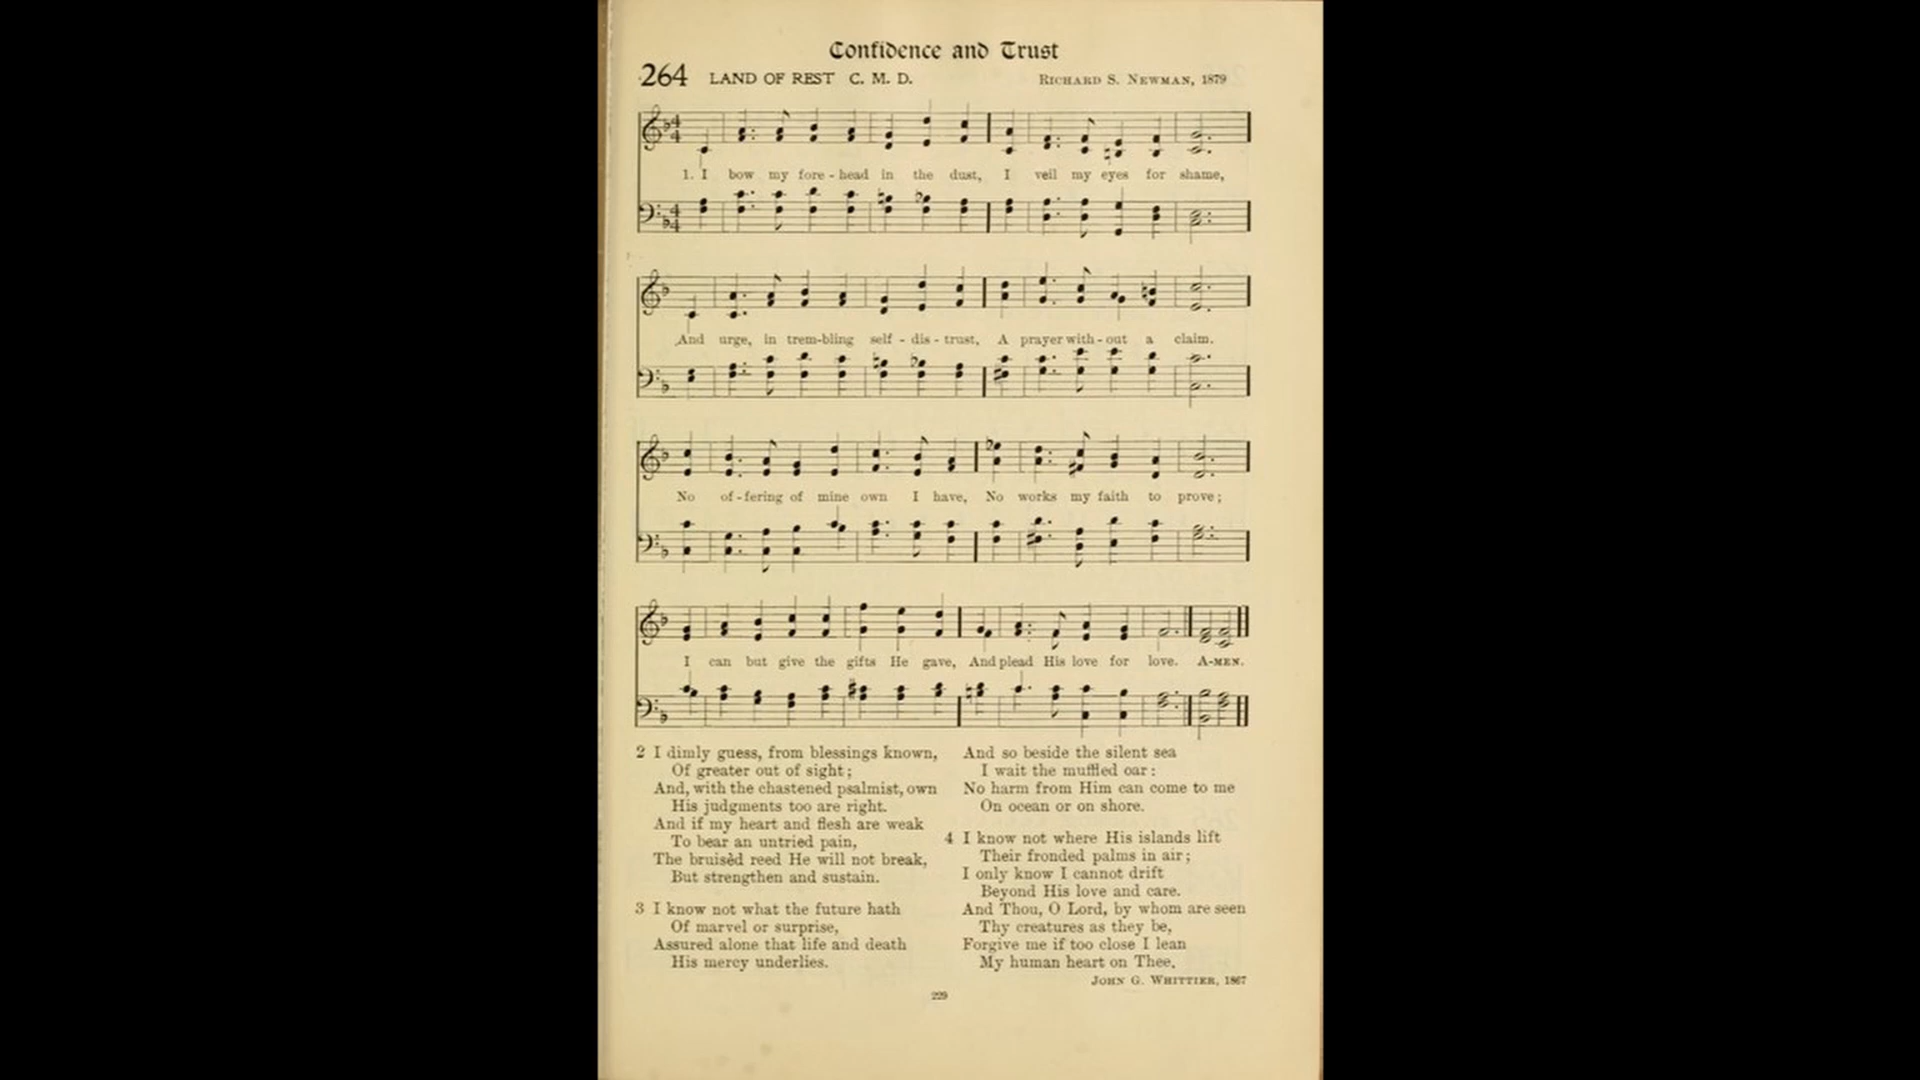 Confidence and Trust
264 LAND OF REST C. M. D. RICHARD S. NEWMAN, 1879
1. I bow my fore - head in the dust, I veil my eyes for shame,
And urge, in trem-bling self - dis - trust, A prayer with - out a claim.
No of - fering of mine own I have, No works my faith to prove;
I can but give the gifts He gave, And plead His love for love. A-MEN.
2 I dimly guess, from blessings known,
Of greater out of sight;
And, with the chastened psalmist, own
His judgments too are right.
And if my heart and flesh are weak
To bear an untried pain,
The bruisèd reed He will not break,
But strengthen and sustain.
3 I know not what the future hath
Of marvel or surprise,
Assured alone that life and death
His mercy underlies.
And so beside the silent sea
I wait the muffled oar:
No harm from Him can come to me
On ocean or on shore.
4 I know not where His islands lift
Their fronded palms in air;
I only know I cannot drift
Beyond His love and care.
And Thou, O Lord, by whom are seen
Thy creatures as they be,
Forgive me if too close I lean
My human heart on Thee.
JOHN G. WHITTIER, 1867
229